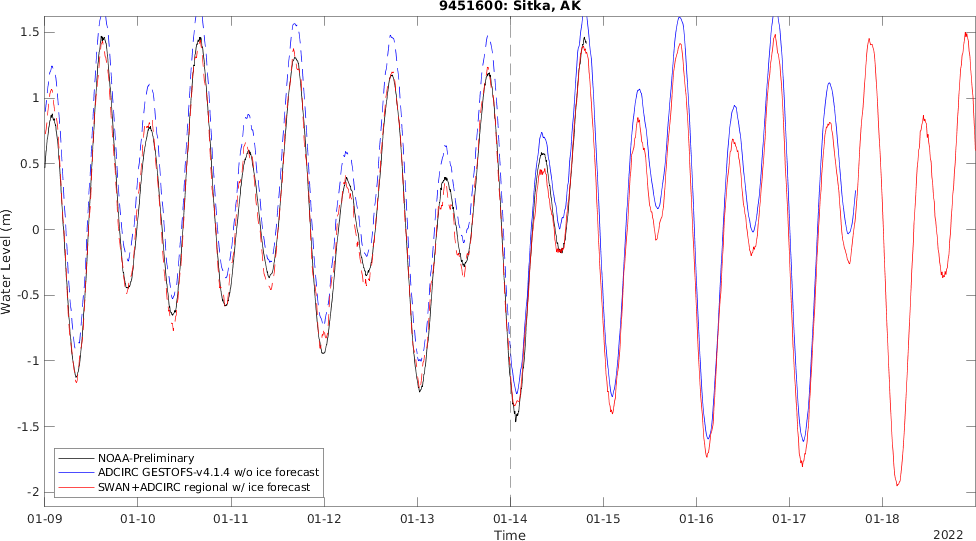 9451600: Sitka, AK
Water Level (m)
1.5
1
0.5
0
-0.5
-1
-1.5
-2
NOAA-Preliminary
ADCIRC GESTOFS-v4.1.4 w/o ice forecast
SWAN+ADCIRC regional w/ ice forecast
01-09 01-10 01-11 01-12 01-13 01-14 01-15 01-16 01-17 01-18
Time
2022